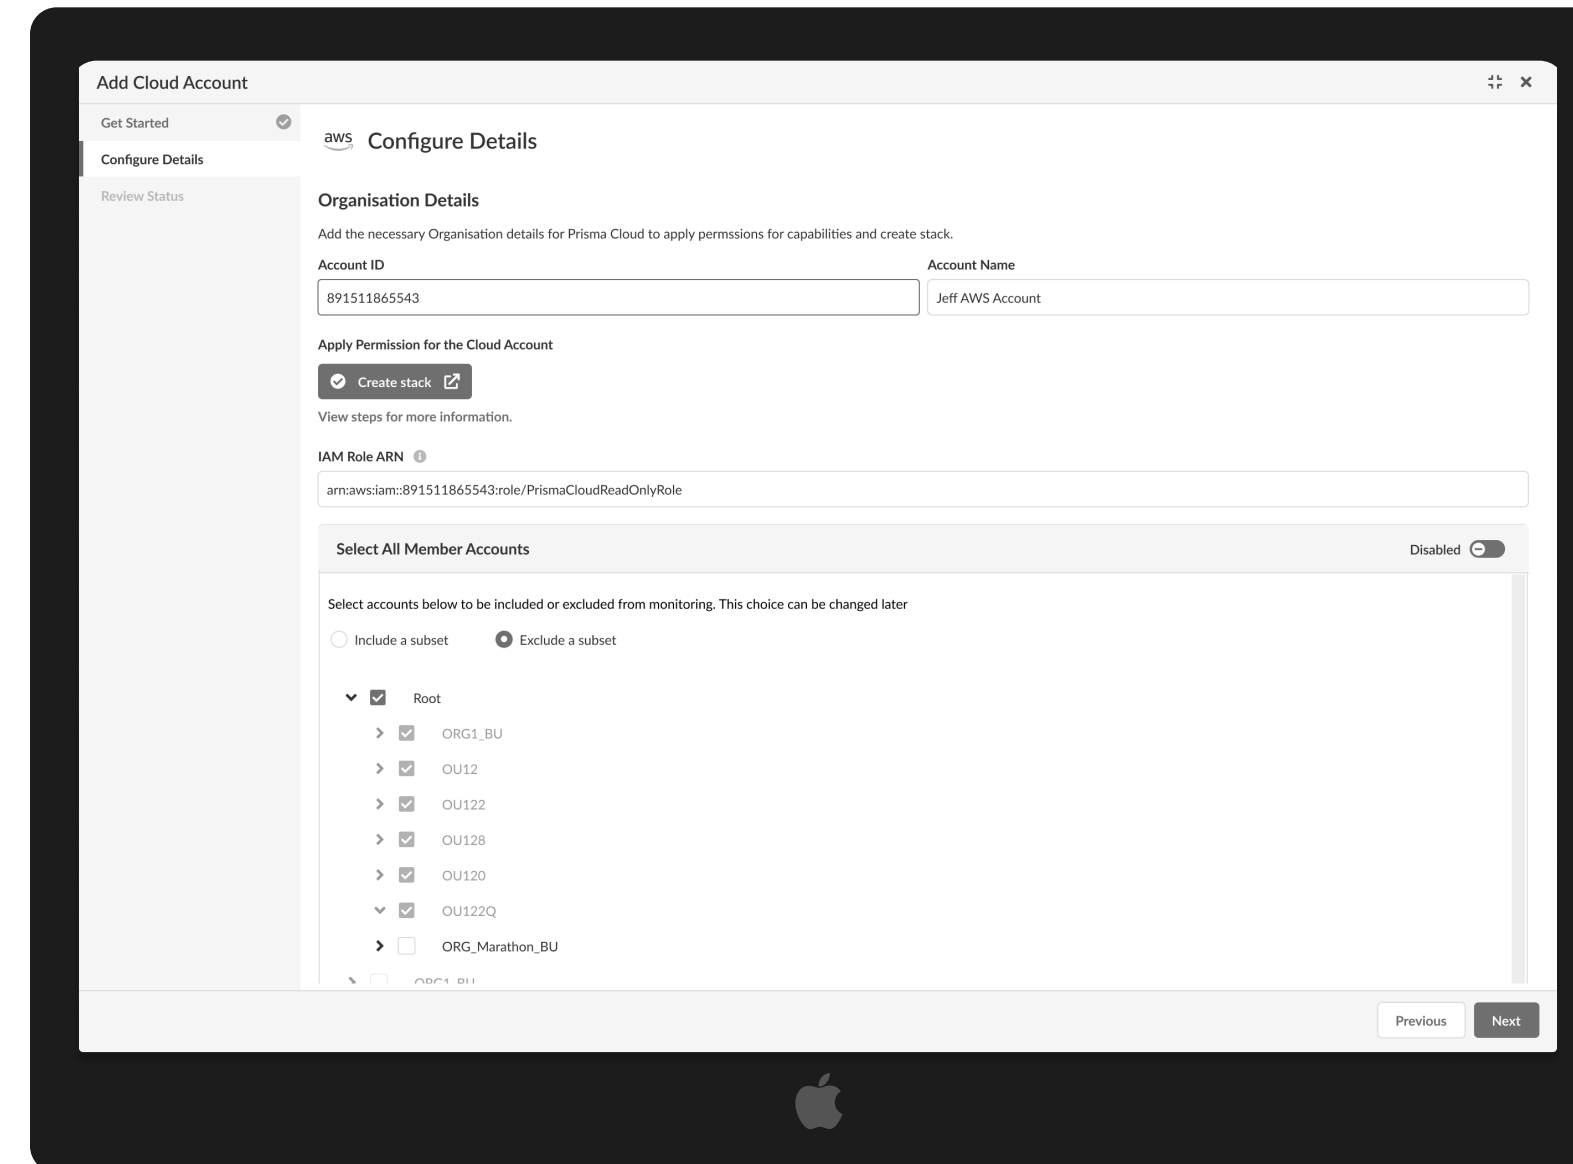 Add Cloud Account
Get Started
Configure Details
Review Status
aws Configure Details
Organisation Details
Add the necessary Organisation details for Prisma Cloud to apply permssions for capabilities and create stack.
Account ID
Account Name
891511865543
Jeff AWS Account
Apply Permission for the Cloud Account
Create stack
View steps for more information.
IAM Role ARN
arn:aws:iam::891511865543:role/PrismaCloudReadOnlyRole
Select All Member Accounts
Disabled
Select accounts below to be included or excluded from monitoring. This choice can be changed later
Include a subset
Exclude a subset
Root
ORG1_BU
OU12
OU122
OU128
OU120
OU122Q
ORG_Marathon_BU
ORG1_BU
Previous
Next